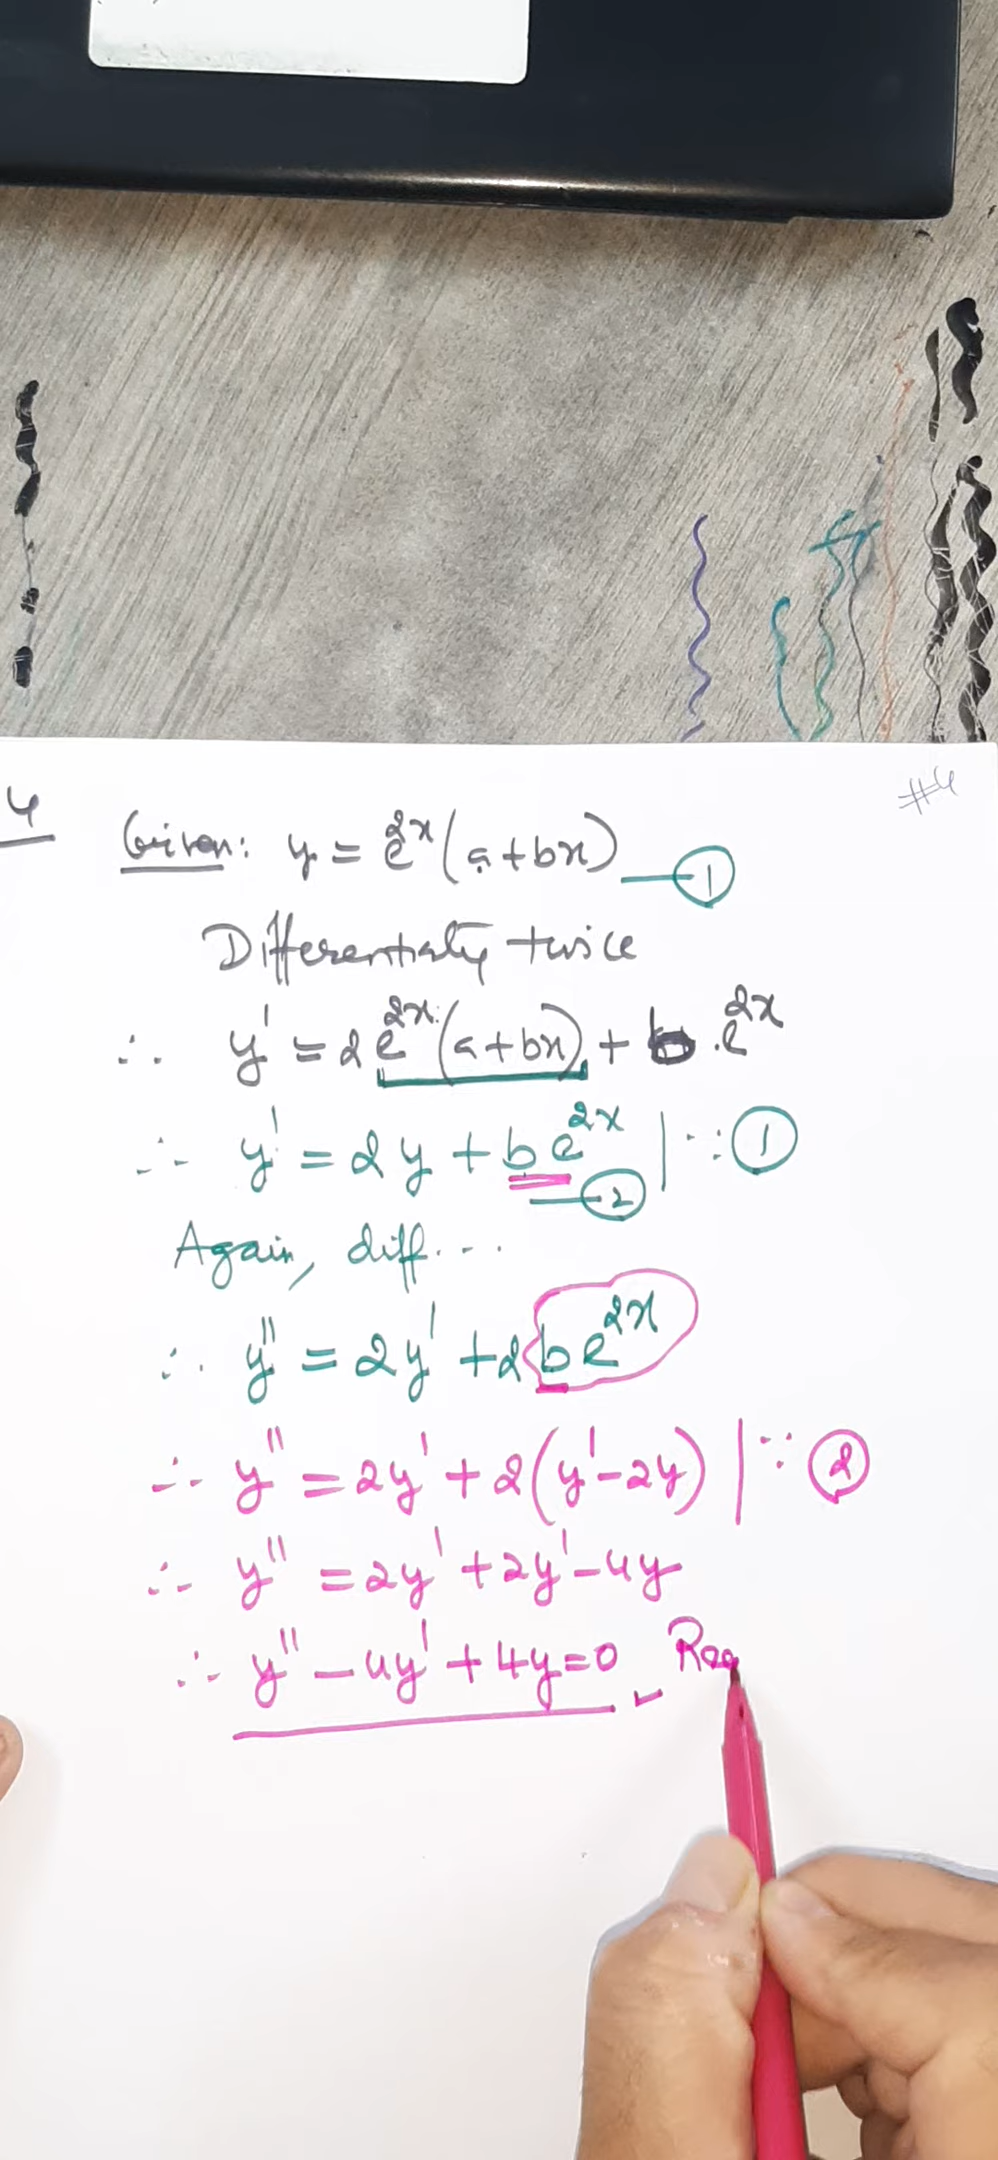 4
#4
Given: y = e^2x (a+bx) —①
Differentiatg twice
∴ y' = 2e^2x. (a+bx) + b.e^2x
∴ y' = 2y + be^2x | ∵ ①
—②
Again, diff...
∴ y'' = 2y' + 2be^2x
∴ y'' = 2y' + 2(y'-2y) | ∵ ②
∴ y'' = 2y' + 2y' - 4y
∴ y'' - 4y' + 4y = 0